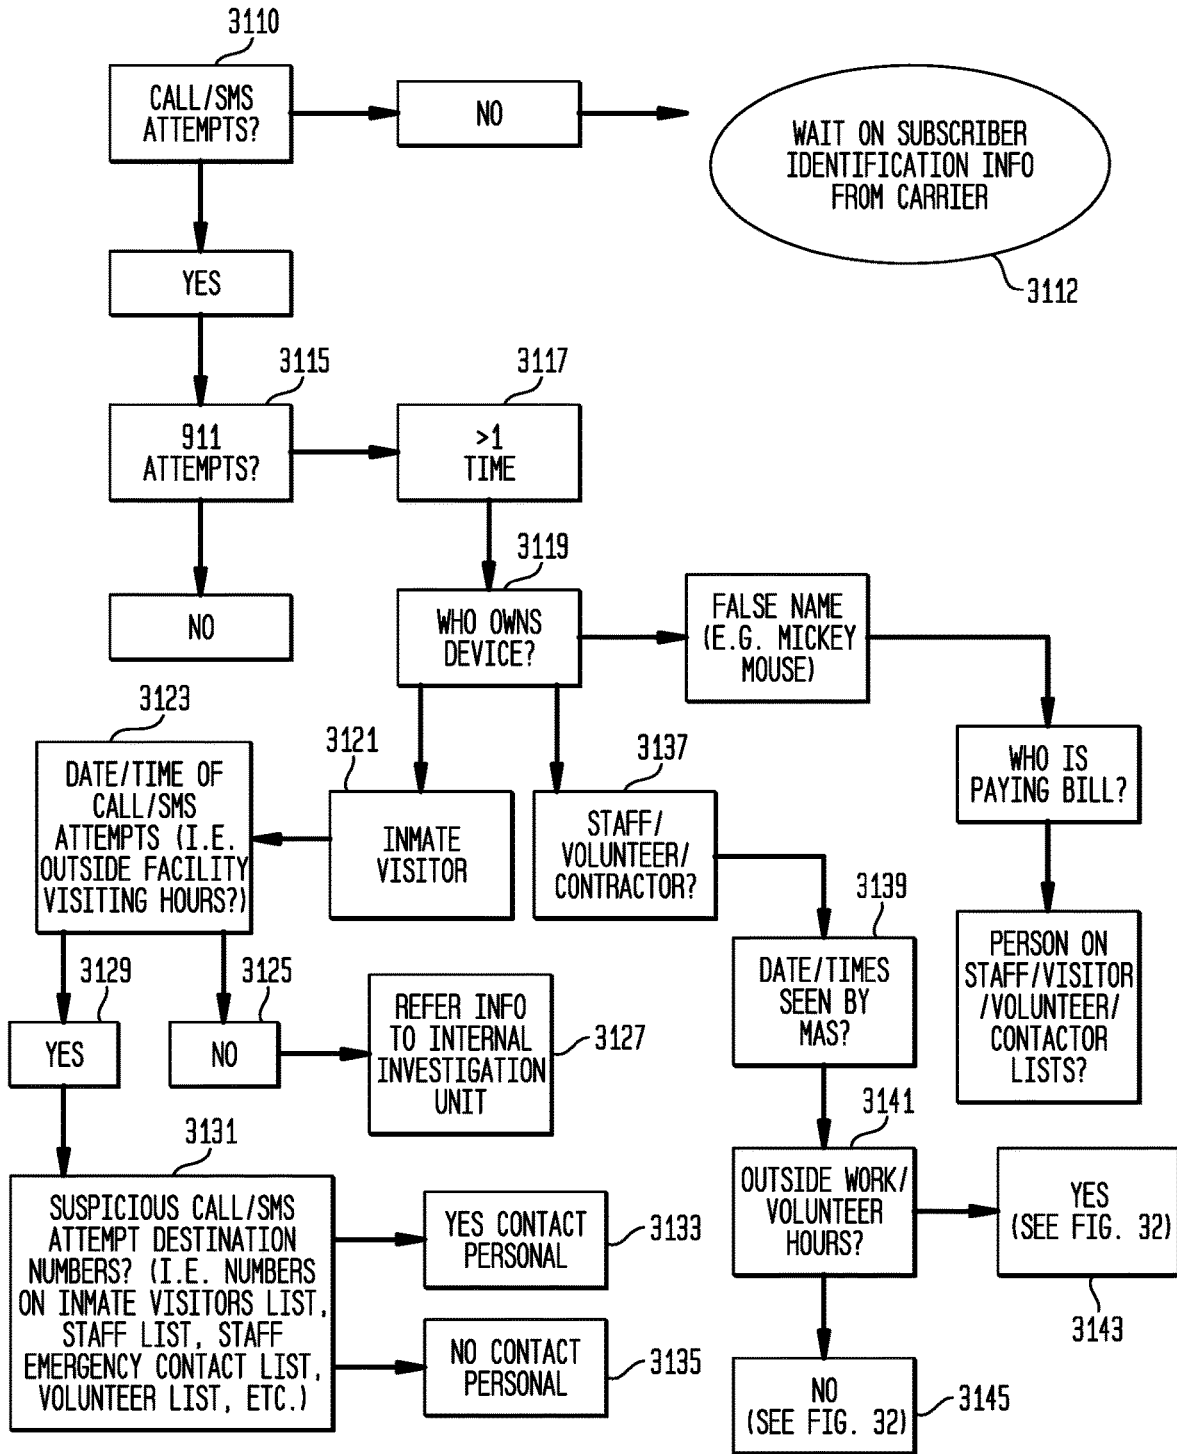 3110
CALL/SMS
ATTEMPTS?
NO
WAIT ON SUBSCRIBER
IDENTIFICATION INFO
FROM CARRIER
3112
YES
3115
911
ATTEMPTS?
3117
>1
TIME
NO
3119
WHO OWNS
DEVICE?
FALSE NAME
(E.G. MICKEY
MOUSE)
WHO IS
PAYING BILL?
PERSON ON
STAFF/VISITOR
/VOLUNTEER/
CONTACTOR
LISTS?
3123
DATE/TIME OF
CALL/SMS
ATTEMPTS (I.E.
OUTSIDE FACILITY
VISITING HOURS?)
3121
INMATE
VISITOR
3137
STAFF/
VOLUNTEER/
CONTRACTOR?
3139
DATE/TIMES
SEEN BY
MAS?
3129
YES
3125
NO
REFER INFO
TO INTERNAL
INVESTIGATION
UNIT
3127
3131
SUSPICIOUS CALL/SMS
ATTEMPT DESTINATION
NUMBERS? (I.E. NUMBERS
ON INMATE VISITORS LIST,
STAFF LIST, STAFF
EMERGENCY CONTACT LIST,
VOLUNTEER LIST, ETC.)
YES CONTACT
PERSONAL
3133
NO CONTACT
PERSONAL
3135
3141
OUTSIDE WORK/
VOLUNTEER
HOURS?
YES
(SEE FIG. 32)
3143
NO
(SEE FIG. 32)
3145